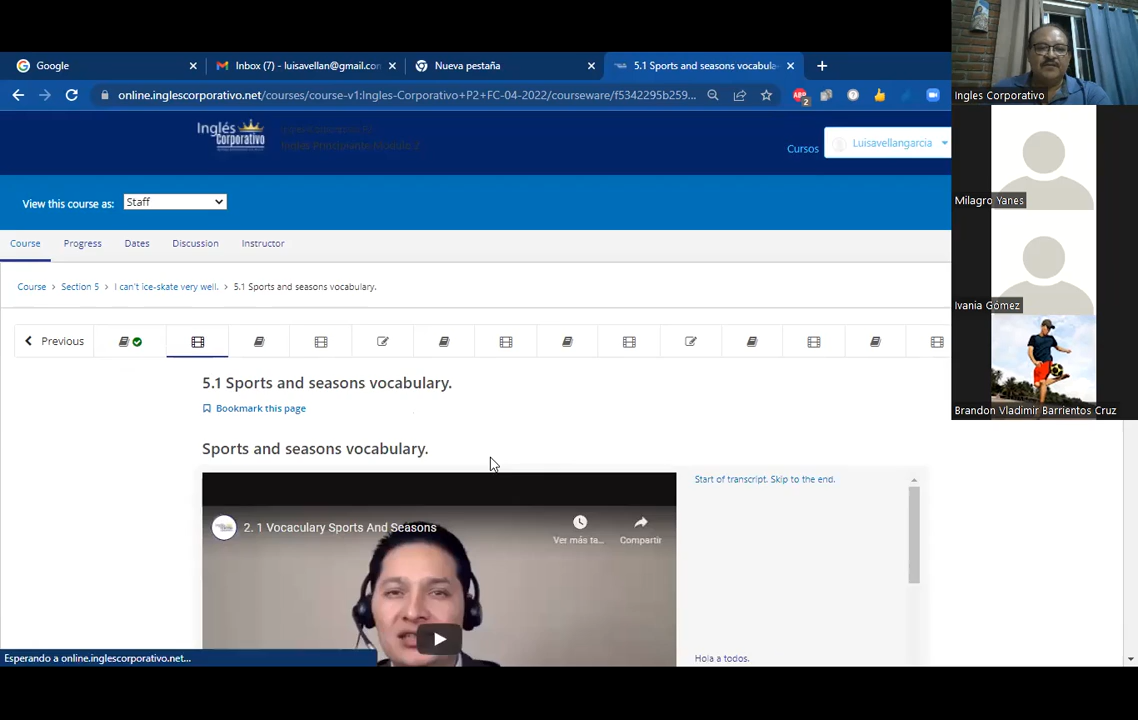 Google
Inbox (7) - luisavellan@gmail.con
Nueva pestaña
5.1 Sports and seasons vocabula
online.inglescorporativo.net/courses/course-v1:Ingles-Corporativo+P2+FC-04-2022/courseware/f5342295b259...
2
Inglés
Corporativo
Cursos
Luisavellangarcia
View this course as:
Staff
Course
Progress
Dates
Discussion
Instructor
Course > Section 5 > I can't ice-skate very well. > 5.1 Sports and seasons vocabulary.
Previous
5.1 Sports and seasons vocabulary.
Bookmark this page
Sports and seasons vocabulary.
2. 1 Vocaculary Sports And Seasons
Ver más ta...
Compartir
Start of transcript. Skip to the end.
Hola a todos.
Esperando a online.inglescorporativo.net...
Ingles Corporativo
Milagro Yanes
Ivania Gómez
Brandon Vladimir Barrientos Cruz